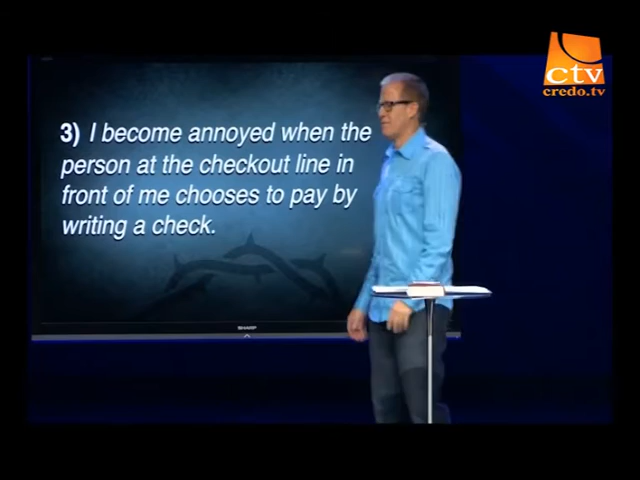 ctv
credo.tv
3) I become annoyed when the
person at the checkout line in
front of me chooses to pay by
writing a check.
SHARP